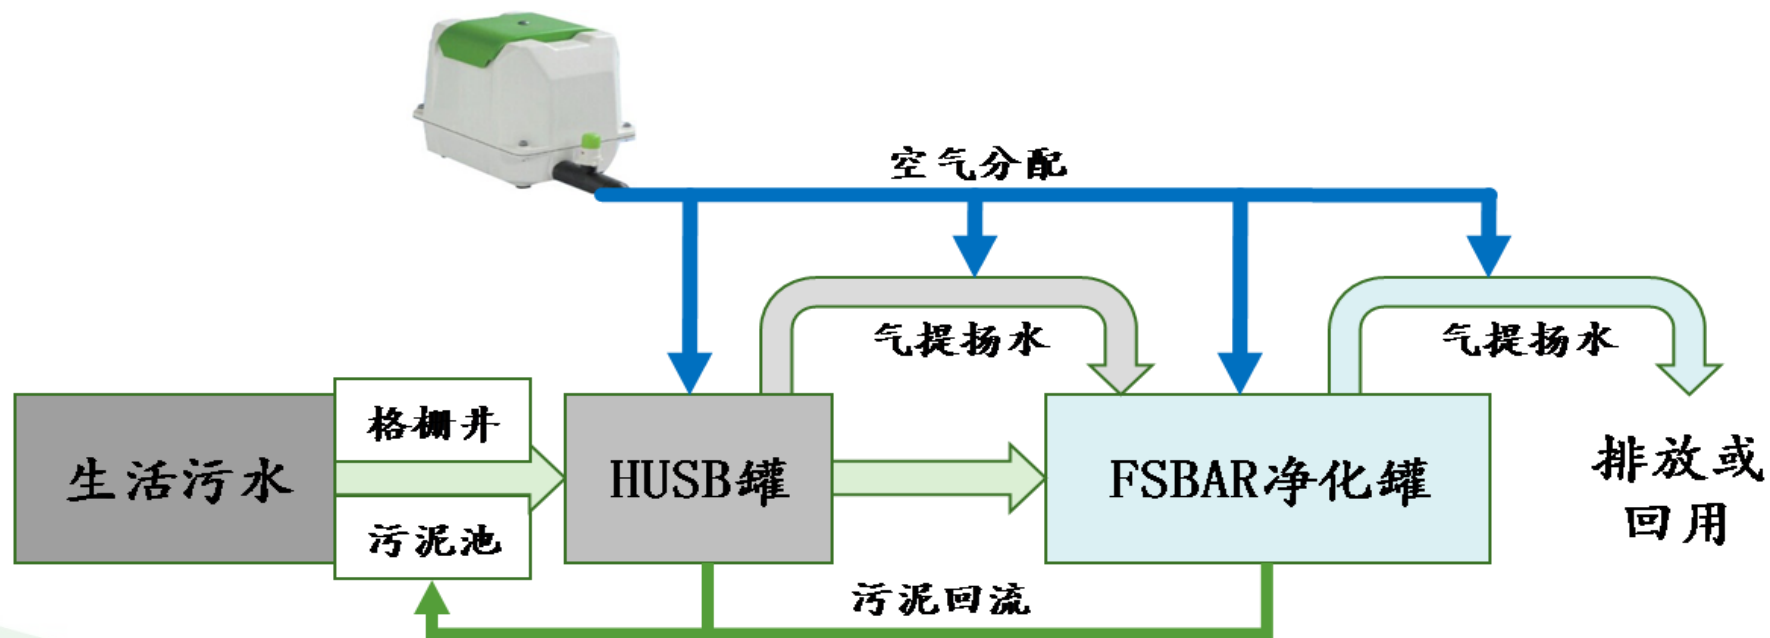 空气分配
气提扬水
气提扬水
格栅井
生活污水
HUSB罐
FSBAR净化罐
排放或
回用
污泥池
污泥回流